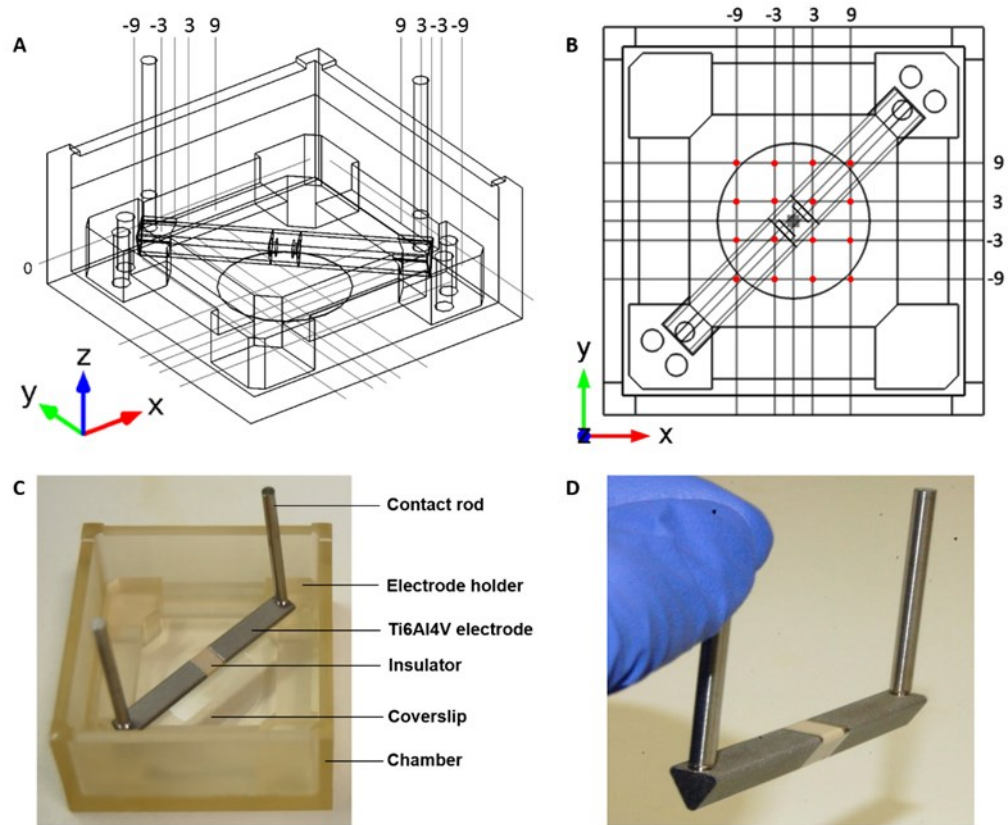 A
-9 -3 3 9
9 3 -3 -9
0
z
y
x
B
-9 -3 3 9
9
3
-3
-9
y
z
x
C
Contact rod
Electrode holder
Ti6Al4V electrode
Insulator
Coverslip
Chamber
D